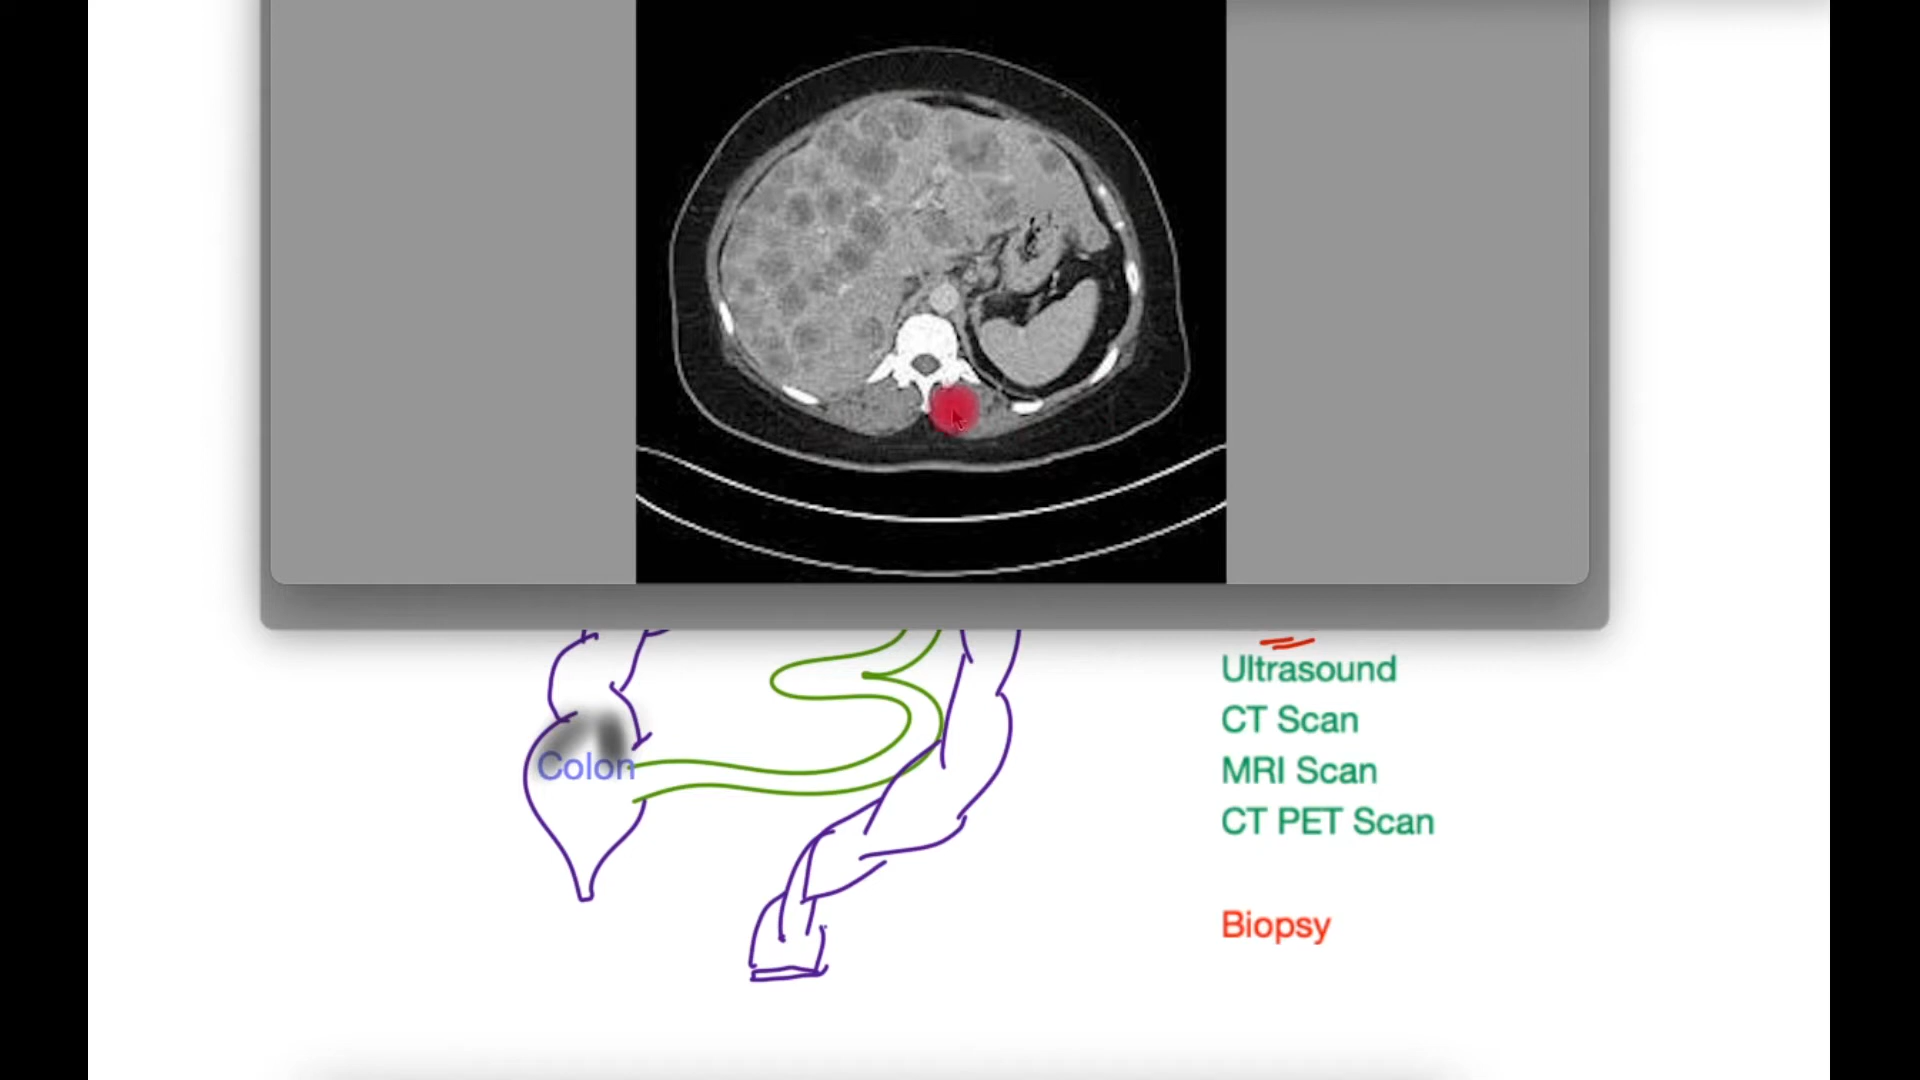 Ultrasound
CT Scan
Colon
MRI Scan
CT PET Scan
Biopsy